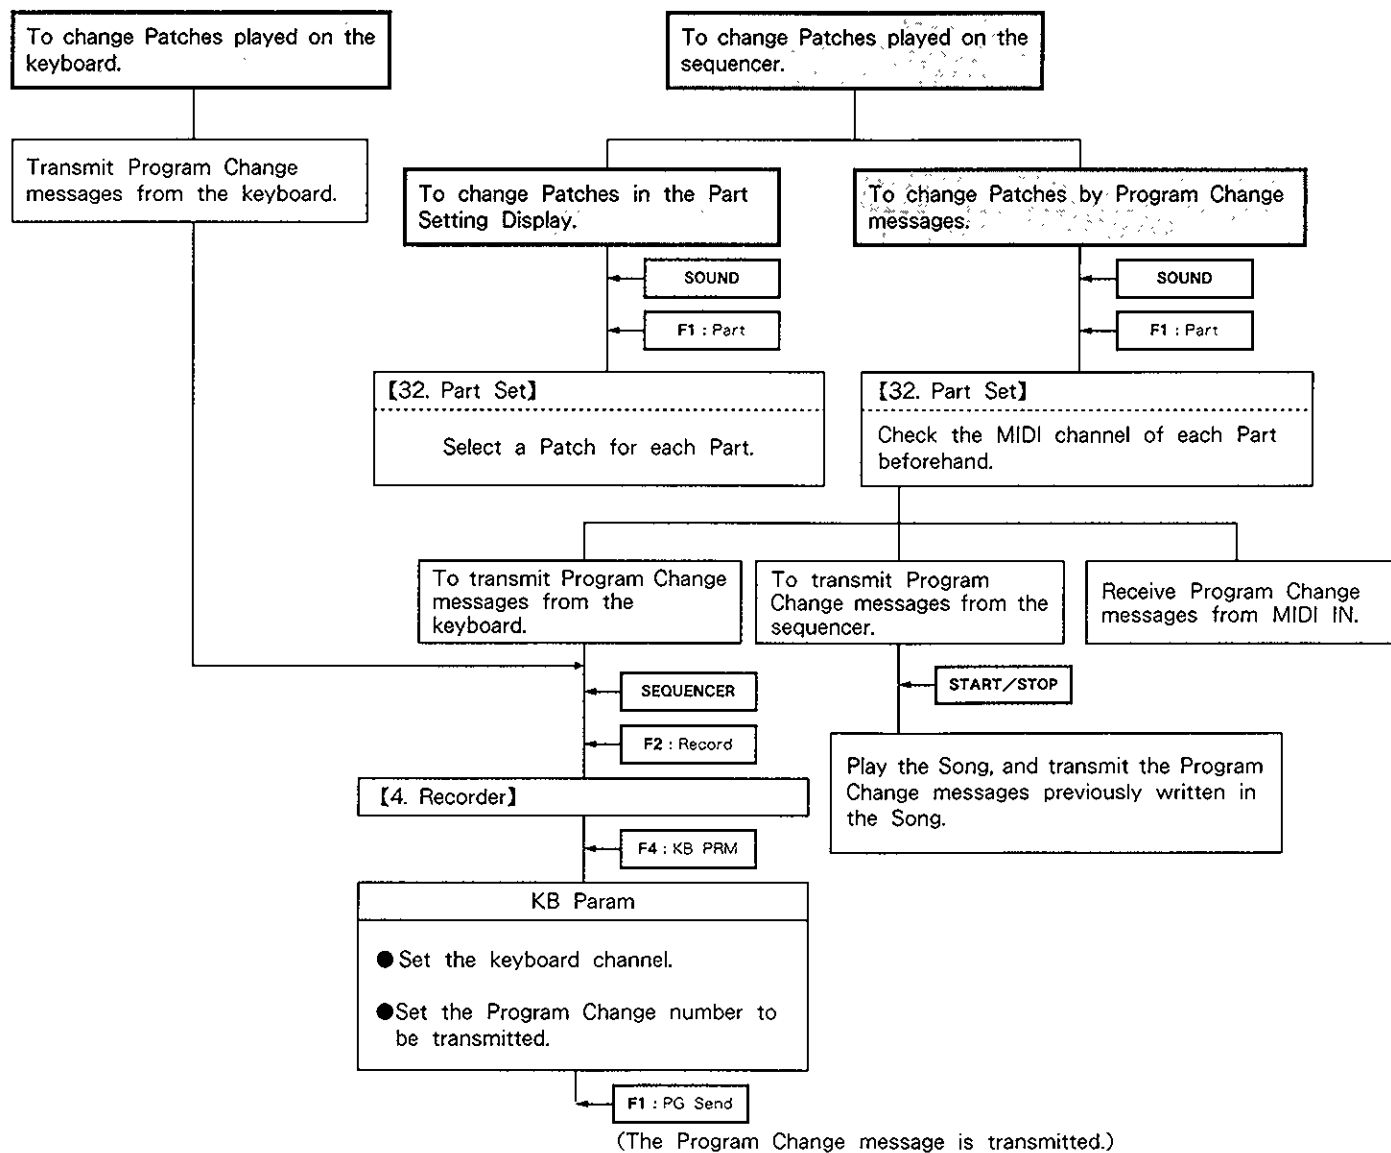 To change Patches played on the
keyboard.
To change Patches played on the
sequencer.
Transmit Program Change
messages from the keyboard.
To change Patches in the Part
Setting Display.
To change Patches by Program Change
messages.
SOUND
SOUND
F1 : Part
F1 : Part
【32. Part Set】
Select a Patch for each Part.
【32. Part Set】
Check the MIDI channel of each Part
beforehand.
To transmit Program Change
messages from the
keyboard.
To transmit Program
Change messages from the
sequencer.
Receive Program Change
messages from MIDI IN.
SEQUENCER
START/STOP
F2 : Record
【4. Recorder】
Play the Song, and transmit the Program
Change messages previously written in
the Song.
F4 : KB PRM
KB Param
●Set the keyboard channel.
●Set the Program Change number to
be transmitted.
F1 : PG Send
(The Program Change message is transmitted.)